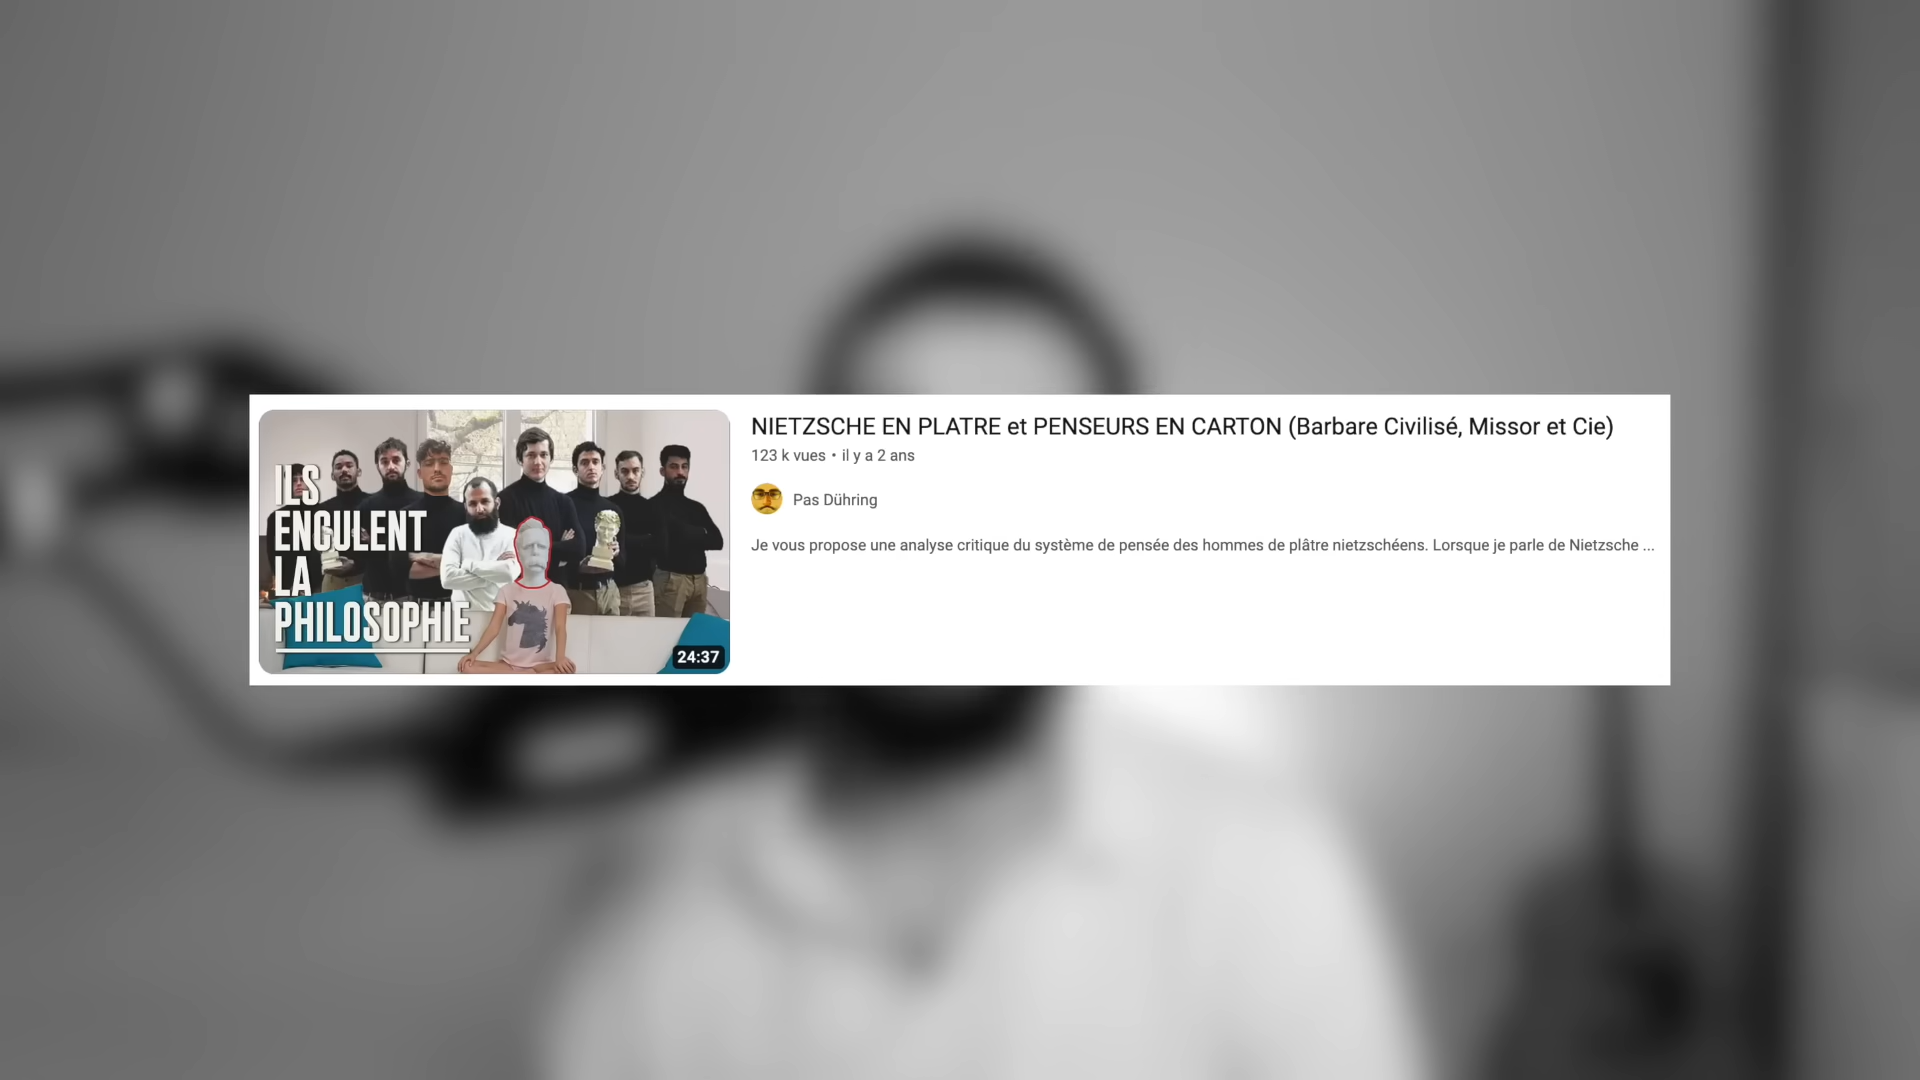 ILS
ENCULENT
LA
PHILOSOPHIE
24:37
NIETZSCHE EN PLATRE et PENSEURS EN CARTON (Barbare Civilisé, Missor et Cie)
123 k vues • il y a 2 ans
Pas Dühring
Je vous propose une analyse critique du système de pensée des hommes de plâtre nietzschéens. Lorsque je parle de Nietzsche ...